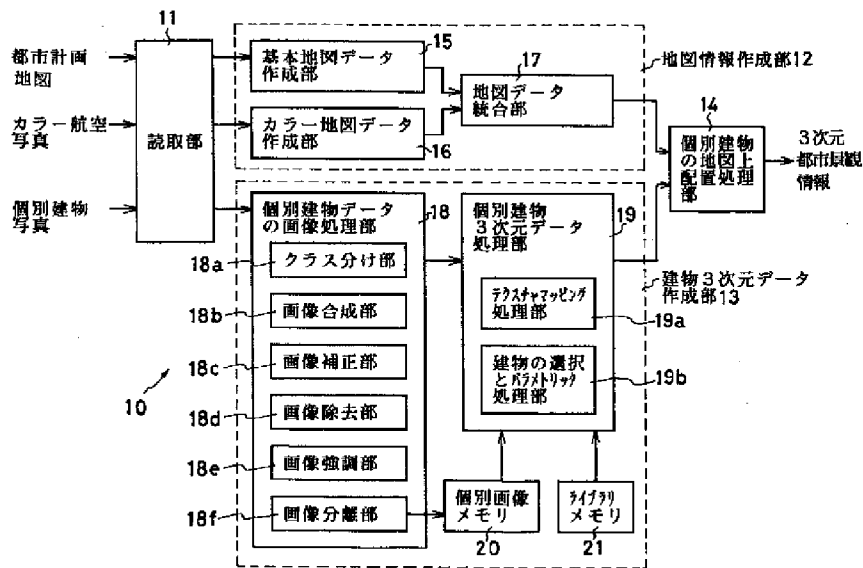 11
都市計画
地図
カラー航空
写真
個別建物
写真
読取部
15
基本地図データ
作成部
カラー地図データ
作成部
16
17
地図データ
統合部
地図情報作成部12
14
個別建物
の地図上
配置処理
部
3次元
都市景観
情報
個別建物データ
の画像処理部
18
18a
クラス分け部
18b
画像合成部
18c
画像補正部
18d
画像除去部
18e
画像強調部
18f
画像分離部
10
個別建物
3次元データ
処理部
19
テクスチャマッピング
処理部
19a
建物の選択
とパラメトリック
処理部
19b
建物3次元データ
作成部13
個別画像
メモリ
20
ライブラリ
メモリ
21